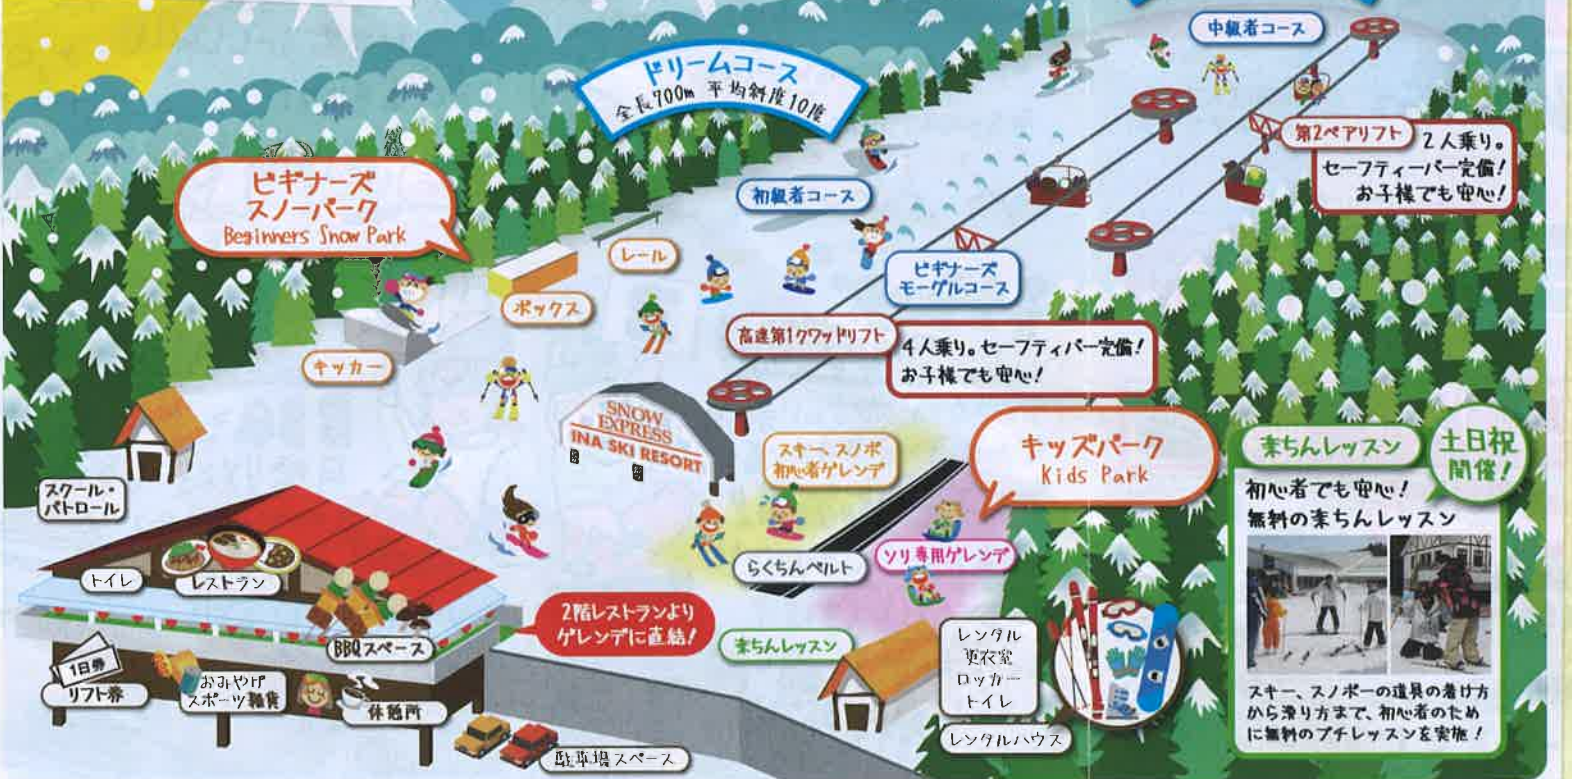 中級者コース
ドリームコース
全長700m 平均斜度10度
第2ペアリフト
2人乗り。
セーフティーバー完備!
お子様でも安心!
ビギナーズ
スノーパーク
Beginners Snow Park
初級者コース
レール
ボックス
キッカー
ビギナーズ
モーグルコース
高速第1クワッドリフト
4人乗り。セーフティバー完備!
お子様でも安心!
SNOW
EXPRESS
INA SKI RESORT
スキー、スノボ
初心者ゲレンデ
キッズパーク
Kids Park
らくちんベルト
ソリ専用ゲレンデ
スクール・
パトロール
トイレ
レストラン
BBQスペース
1日券
リフト券
おみやげ
スポーツ雑貨
休憩所
2階レストランより
ゲレンデに直結!
楽ちんレッスン
駐車場スペース
レンタル
更衣室
ロッカー
トイレ
レンタルハウス
楽ちんレッスン
土日祝
開催!
初心者でも安心!
無料の楽ちんレッスン
スキー、スノボーの道具の着け方
から滑り方まで、初心者のため
に無料のプチレッスンを実施!